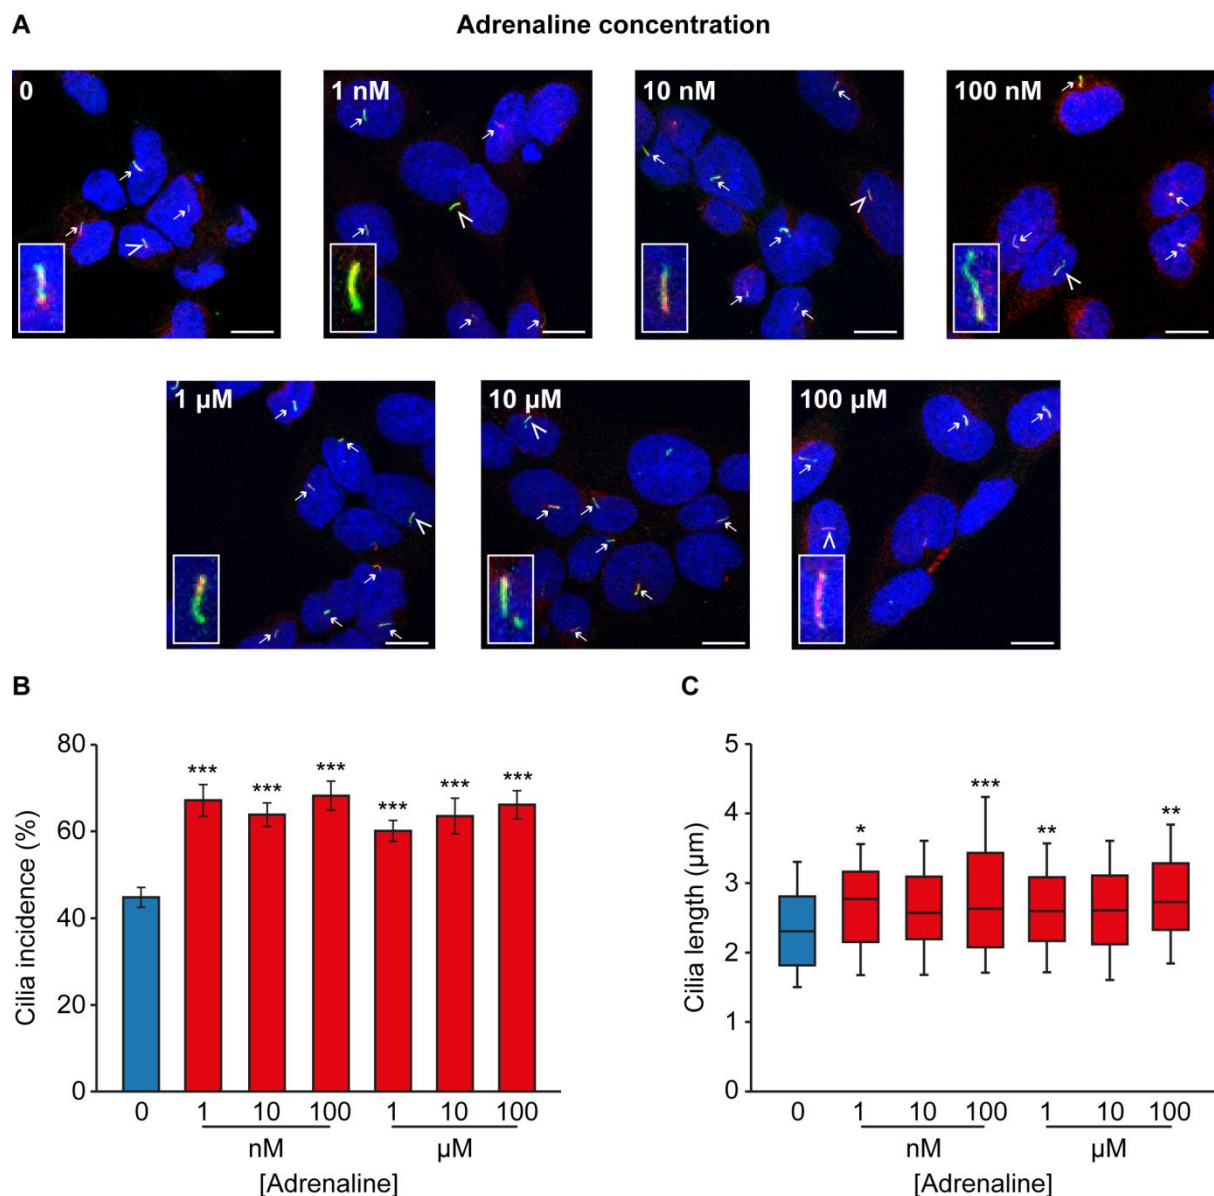 A
Adrenaline concentration
0
1 nM
10 nM
100 nM
1 µM
10 µM
100 µM
B
Cilia incidence (%)
80
60
40
20
0
***
***
***
***
***
***
0 1 10 100 1 10 100
nM µM
[Adrenaline]
C
Cilia length (µm)
5
4
3
2
1
0
*
***
**
**
0 1 10 100 1 10 100
nM µM
[Adrenaline]